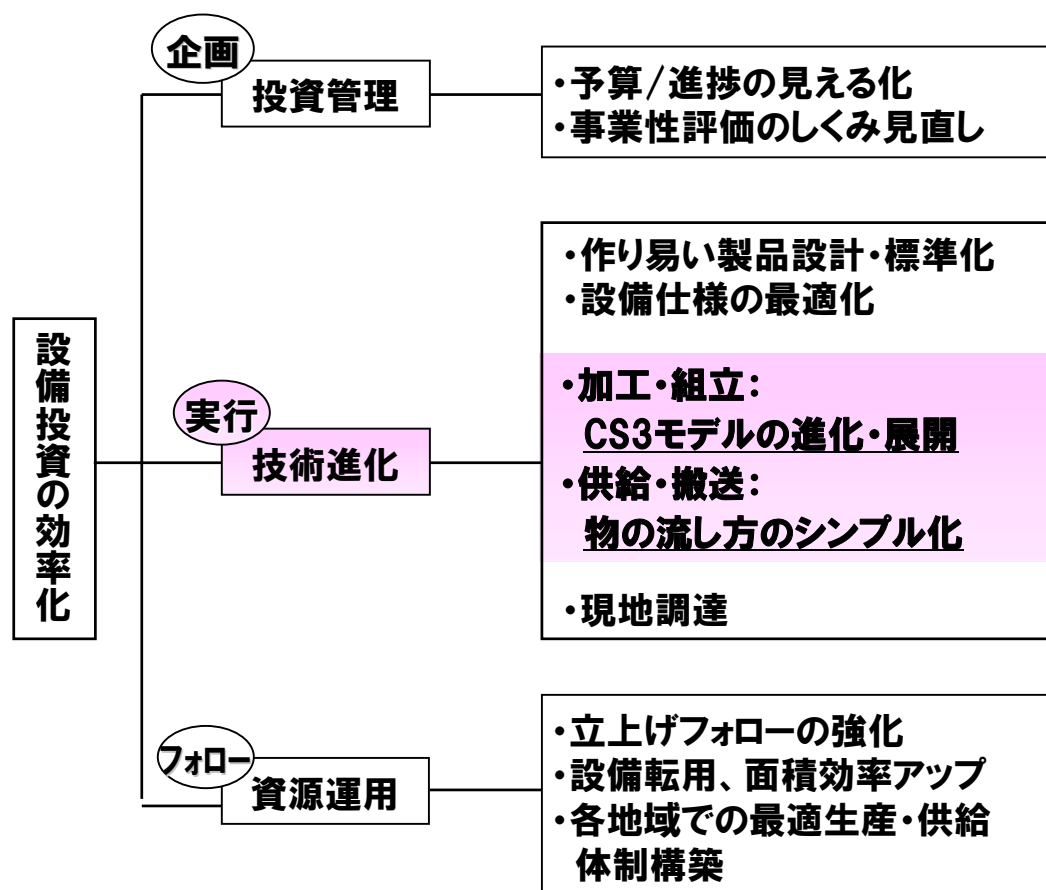 企画
投資管理
・予算/進捗の見える化
・事業性評価のしくみ見直し
設備投資の効率化
実行
技術進化
・作り易い製品設計・標準化
・設備仕様の最適化
・加工・組立：
CS3モデルの進化・展開
・供給・搬送：
物の流し方のシンプル化
・現地調達
フォロー
資源運用
・立上げフォローの強化
・設備転用、面積効率アップ
・各地域での最適生産・供給
体制構築